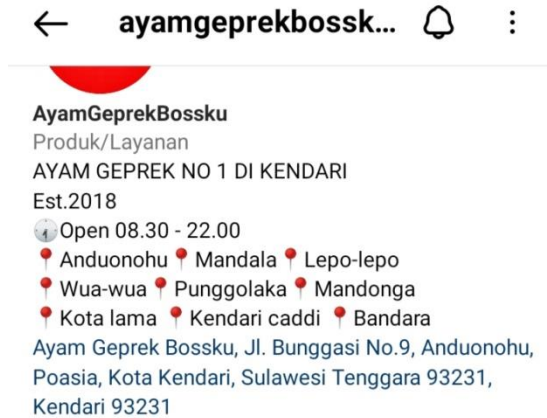 ayamgeprekbossk...
AyamGeprekBossku
Produk/Layanan
AYAM GEPREK NO 1 DI KENDARI
Est.2018
🕣Open 08.30 - 22.00
📍Anduonohu📍Mandala📍Lepo-lepo
📍Wua-wua📍Punggolaka📍Mandonga
📍Kota lama 📍Kendari caddi 📍Bandara
Ayam Geprek Bossku, Jl. Bunggasi No.9, Anduonohu,
Poasia, Kota Kendari, Sulawesi Tenggara 93231,
Kendari 93231